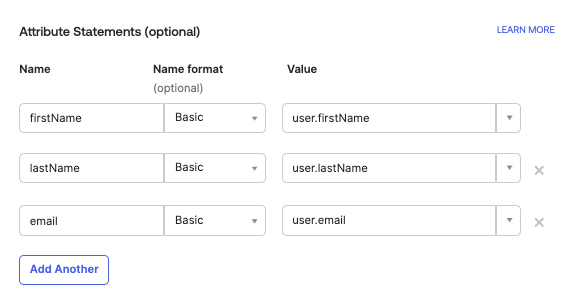 Attribute Statements (optional)
LEARN MORE
Name
Name format
(optional)
Value
firstName
Basic
user.firstName
lastName
Basic
user.lastName
email
Basic
user.email
Add Another